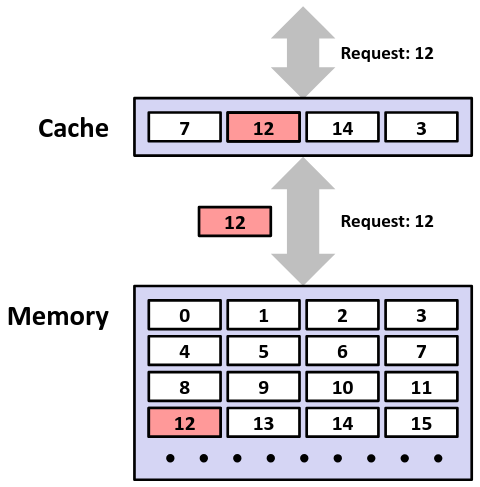 Request: 12
Cache
7 12 14 3
12
Request: 12
Memory
0 1 2 3
4 5 6 7
8 9 10 11
12 13 14 15
• • • • • • • • •